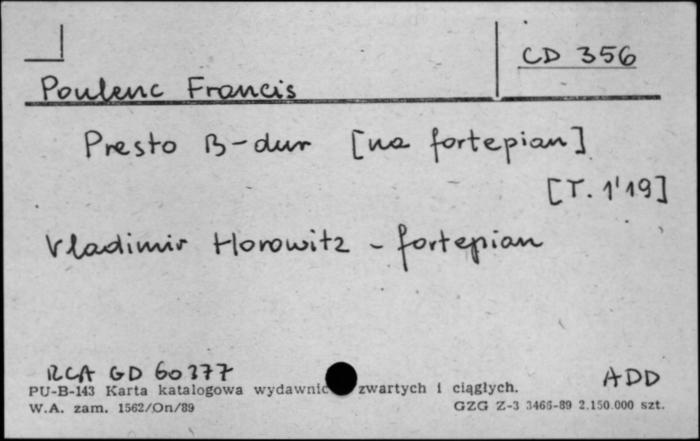 CD 356
Poulenc Francis
Presto B-dur [na fortepian]
[T. 1'19]
Vladimir Horowitz - fortepian
RCA GD 60377
ADD
PU-B-143 Karta katalogowa wydawnic zwartych i ciągłych.
W.A. zam. 1562/On/89
GZG Z-3 3466-89 2.150.000 szt.